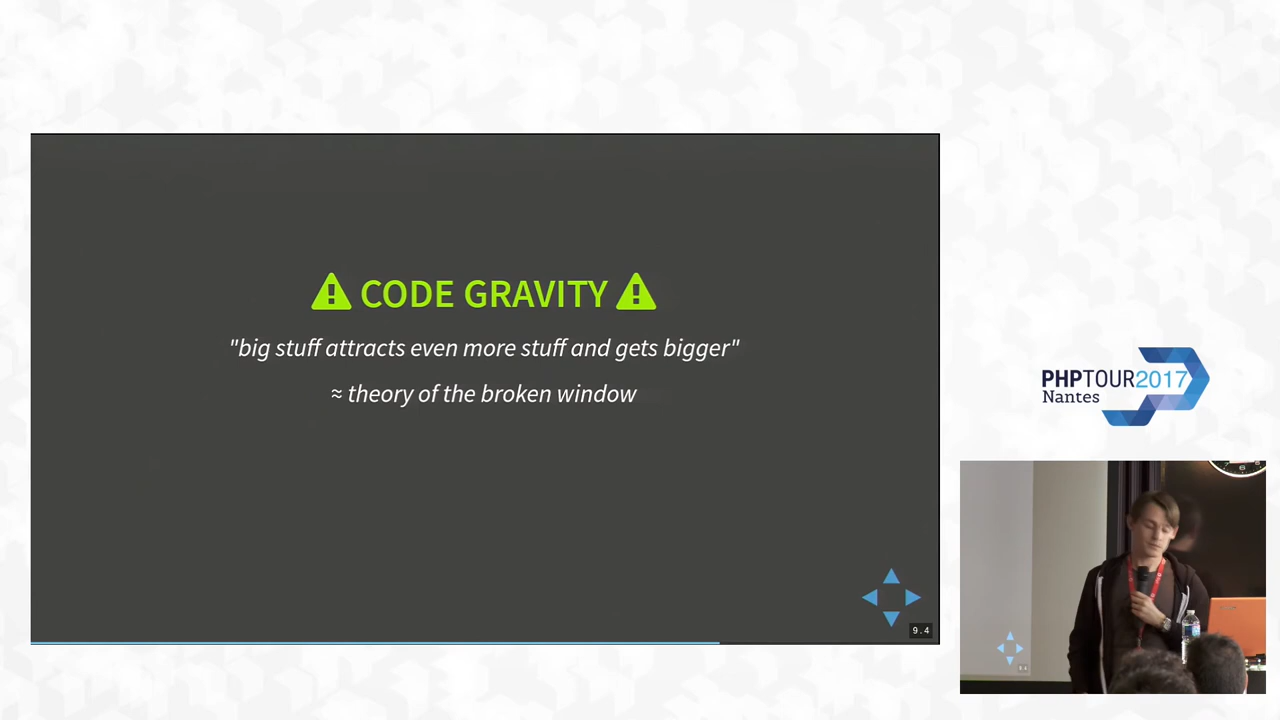 CODE GRAVITY
"big stuff attracts even more stuff and gets bigger"
≈ theory of the broken window
9.4
PHPTOUR2017
Nantes